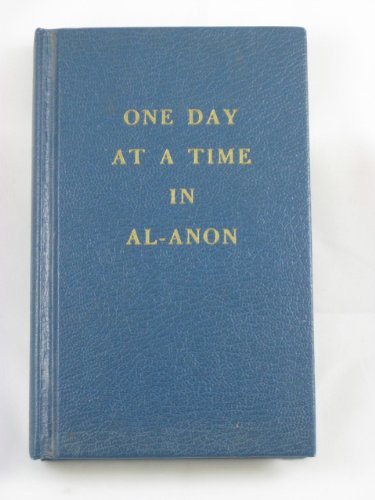 ONE DAY
AT A TIME
IN
AL-ANON